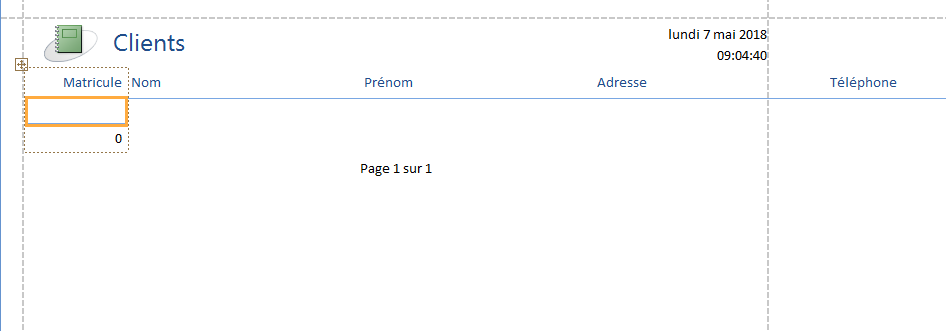 Clients
lundi 7 mai 2018
09:04:40
Matricule Nom Prénom Adresse Téléphone
0
Page 1 sur 1